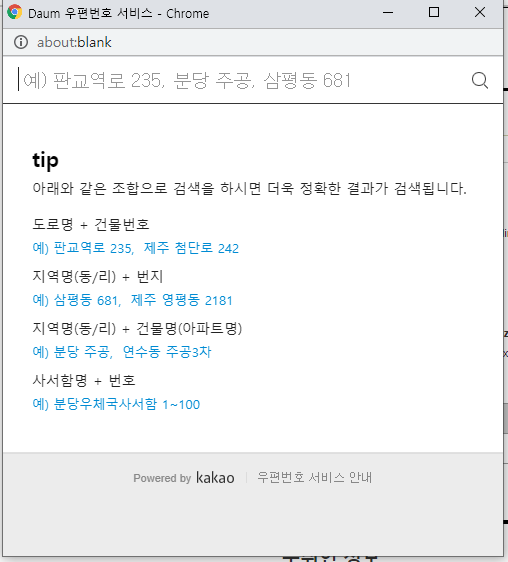 Daum 우편번호 서비스 - Chrome
about:blank
예) 판교역로 235, 분당 주공, 삼평동 681
tip
아래와 같은 조합으로 검색을 하시면 더욱 정확한 결과가 검색됩니다.
도로명 + 건물번호
예) 판교역로 235, 제주 첨단로 242
지역명(동/리) + 번지
예) 삼평동 681, 제주 영평동 2181
지역명(동/리) + 건물명(아파트명)
예) 분당 주공, 연수동 주공3차
사서함명 + 번호
예) 분당우체국사서함 1~100
Powered by kakao 우편번호 서비스 안내